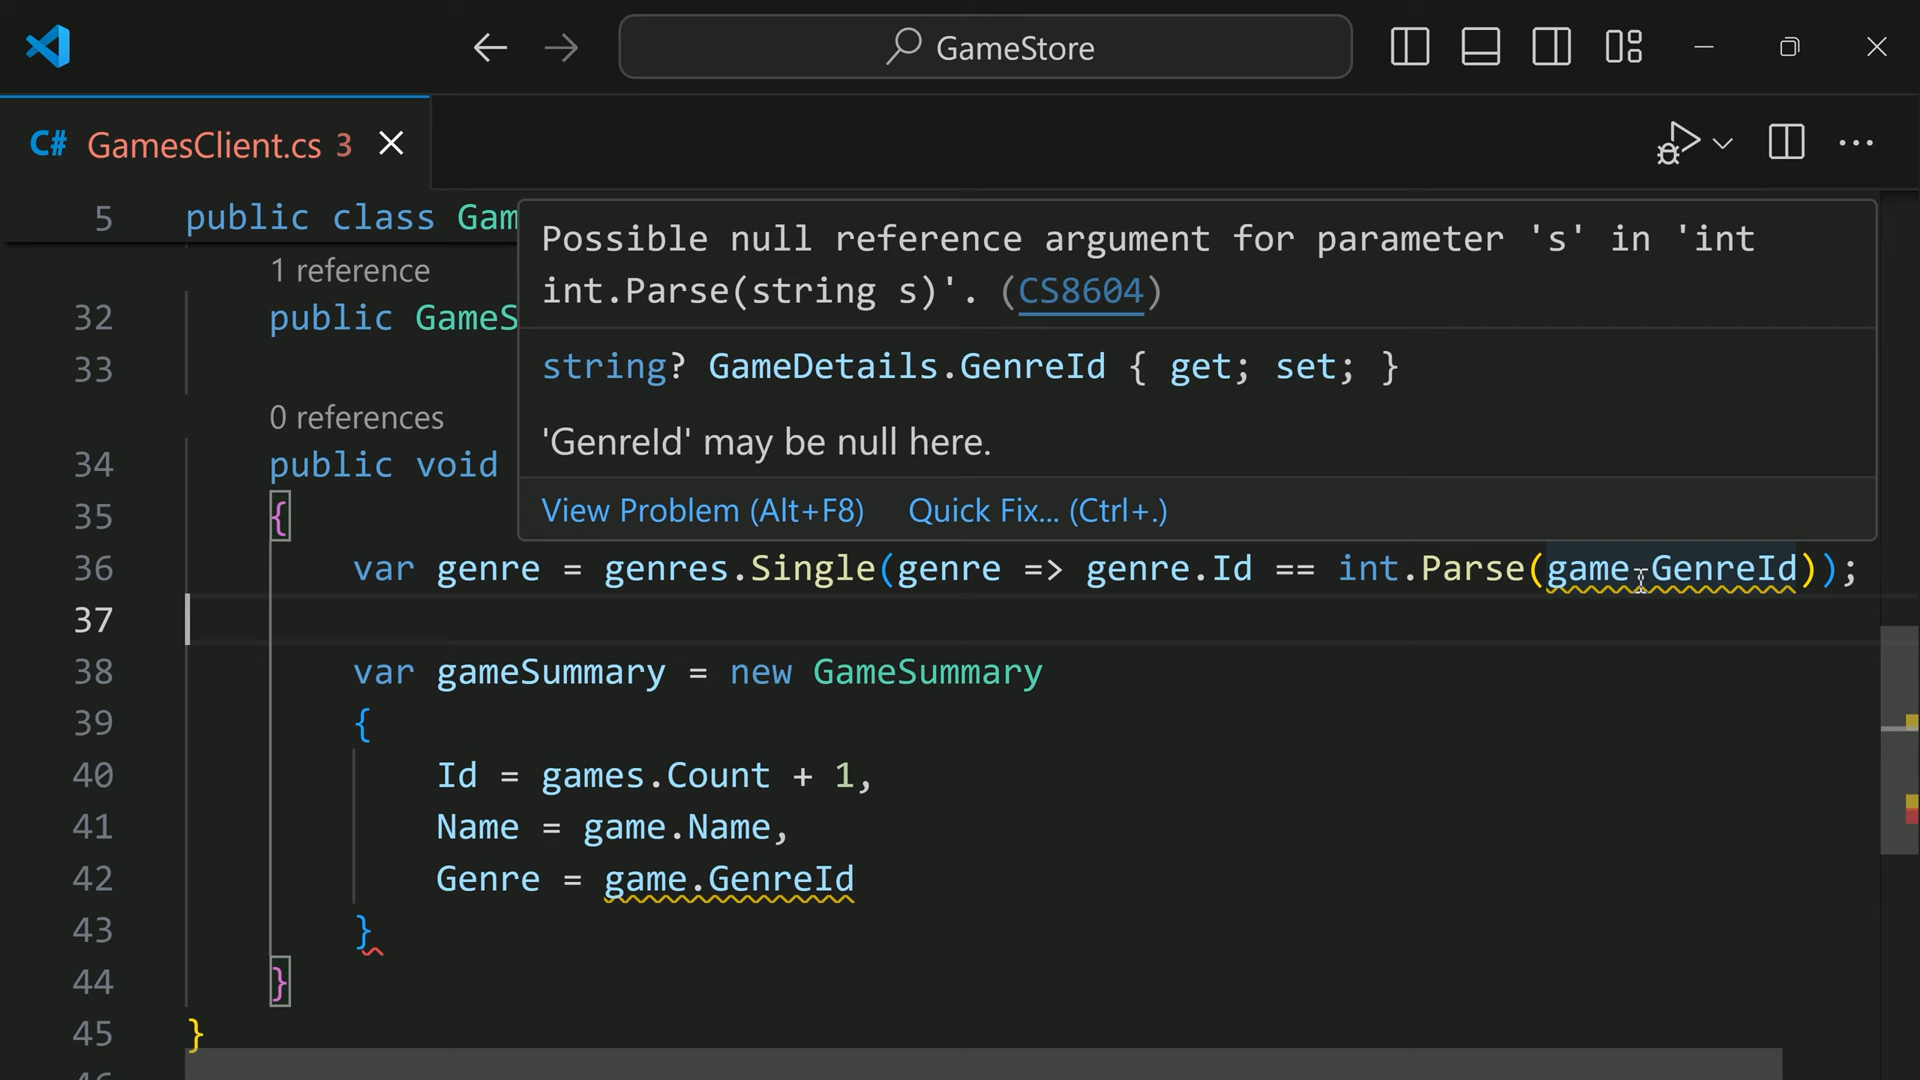 GameStore
C# GamesClient.cs 3
5 public class Gam
Possible null reference argument for parameter 's' in 'int
int.Parse(string s)'. (CS8604)
string? GameDetails.GenreId { get; set; }
'GenreId' may be null here.
View Problem (Alt+F8) Quick Fix... (Ctrl+.)
1 reference
32 public GameS
33
0 references
34 public void
35 {
36 var genre = genres.Single(genre => genre.Id == int.Parse(game.GenreId));
37
38 var gameSummary = new GameSummary
39 {
40 Id = games.Count + 1,
41 Name = game.Name,
42 Genre = game.GenreId
43 }
44 }
45 }